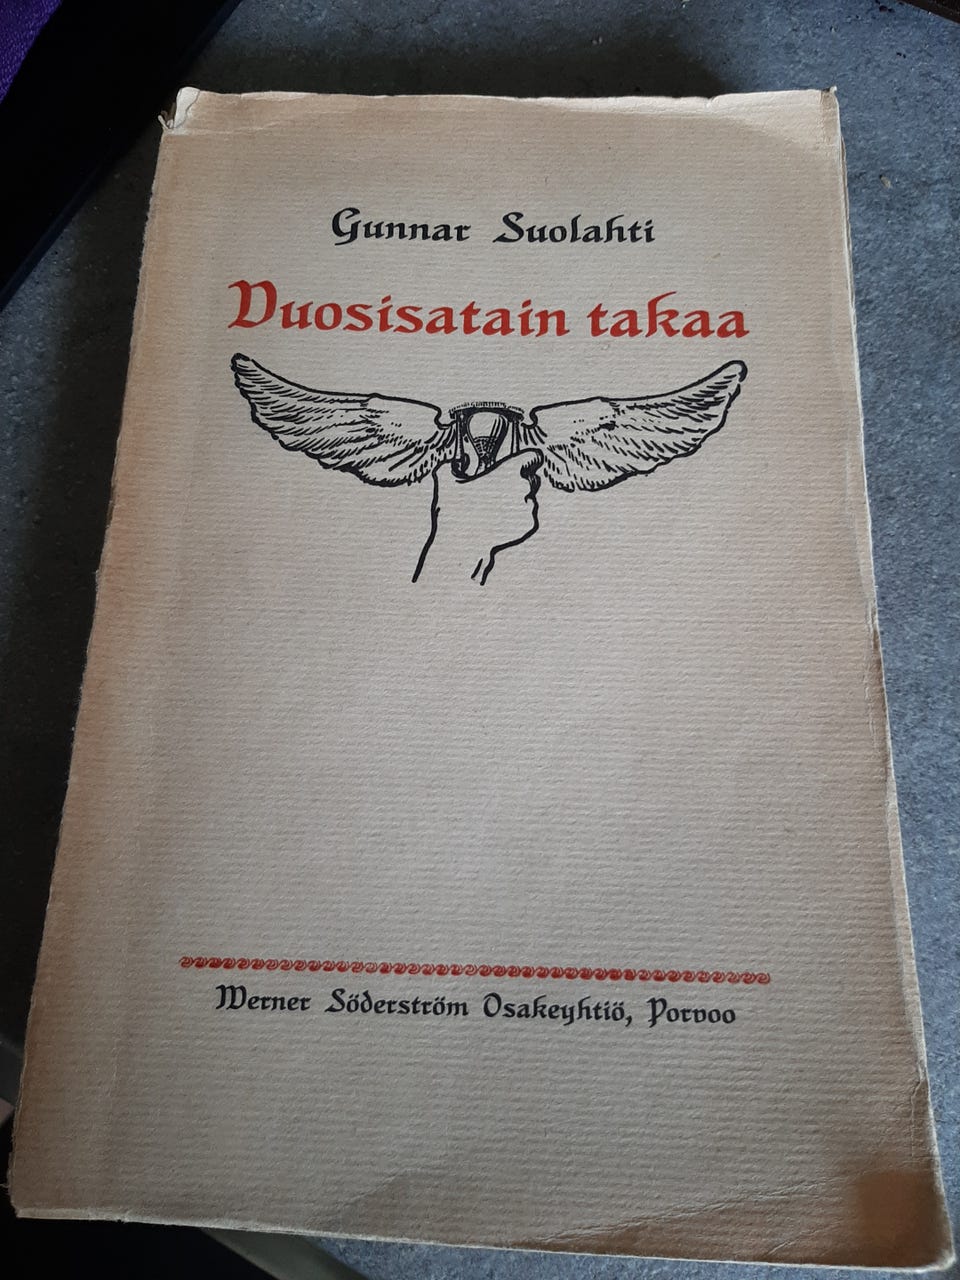 Gunnar Suolahti
Vuosisatain takaa
Werner Söderström Osakeyhtiö, Porvoo